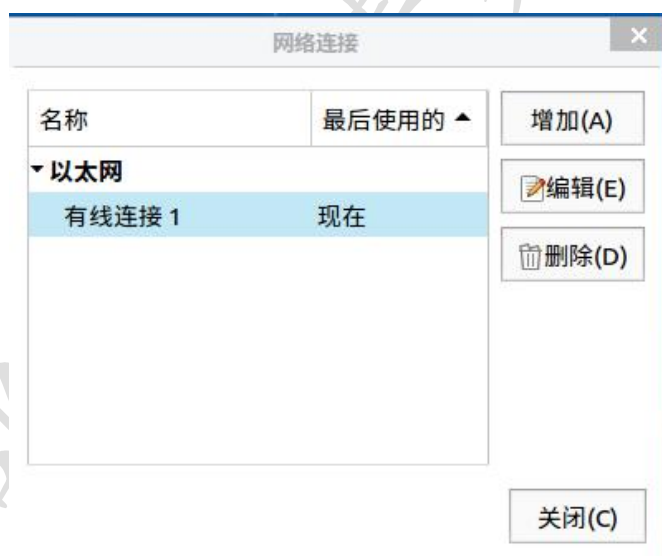 网络连接
名称 最后使用的 增加(A)
以太网 编辑(E)
有线连接 1 现在
删除(D)
关闭(C)